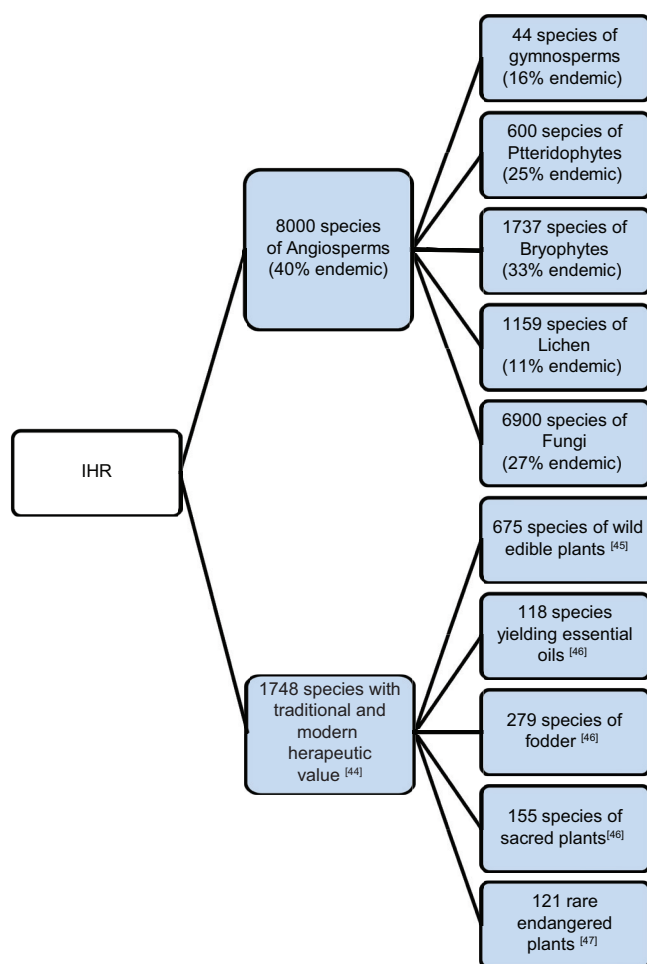 44 species of
gymnosperms
(16% endemic)
600 sepcies of
Ptteridophytes
(25% endemic)
8000 species
of Angiosperms
(40% endemic)
1737 species of
Bryophytes
(33% endemic)
1159 species of
Lichen
(11% endemic)
6900 species of
Fungi
(27% endemic)
IHR
675 species of wild
edible plants [45]
118 species
yielding essential
oils [46]
1748 species with
traditional and
modern
herapeutic
value [44]
279 species of
fodder [46]
155 species of
sacred plants[46]
121 rare
endangered
plants [47]